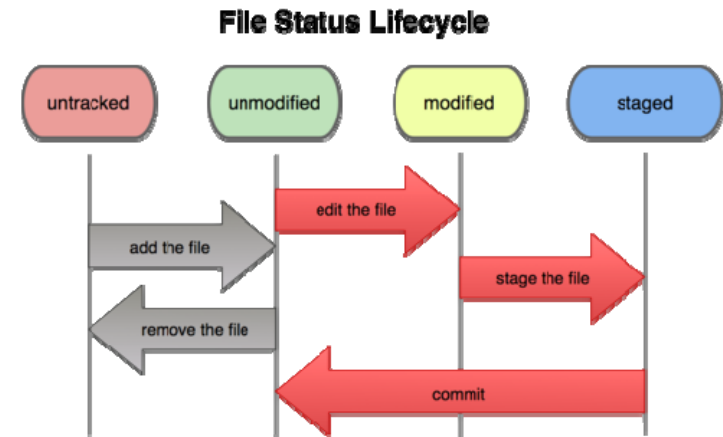 File Status Lifecycle
untracked
unmodified
modified
staged
edit the file
add the file
stage the file
remove the file
commit